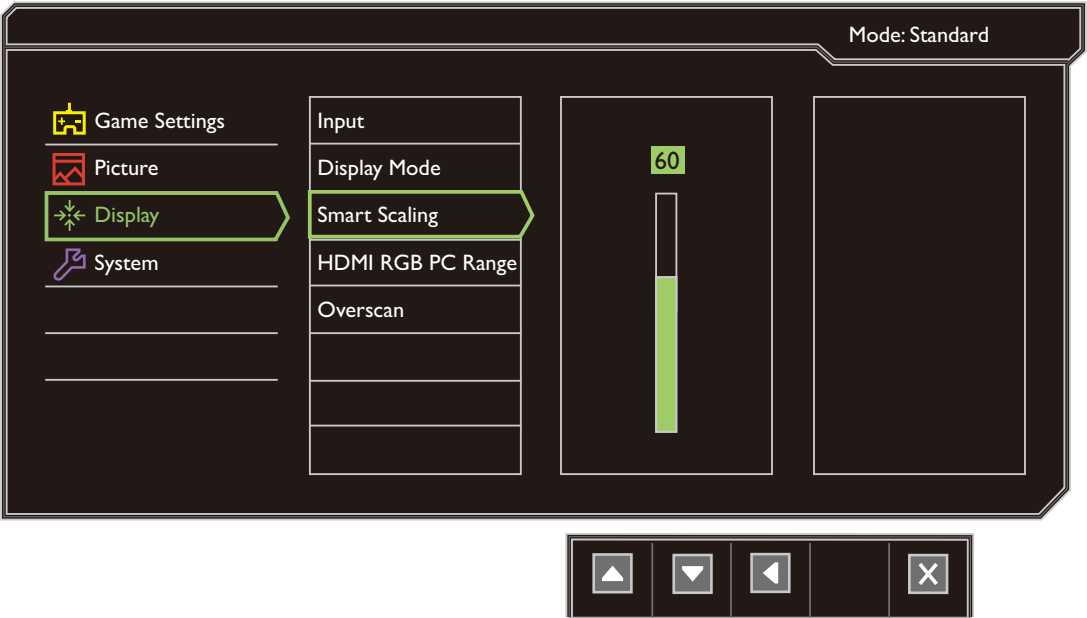 Mode: Standard
Game Settings
Picture
Display
System
Input
Display Mode
Smart Scaling
HDMI RGB PC Range
Overscan
60
X